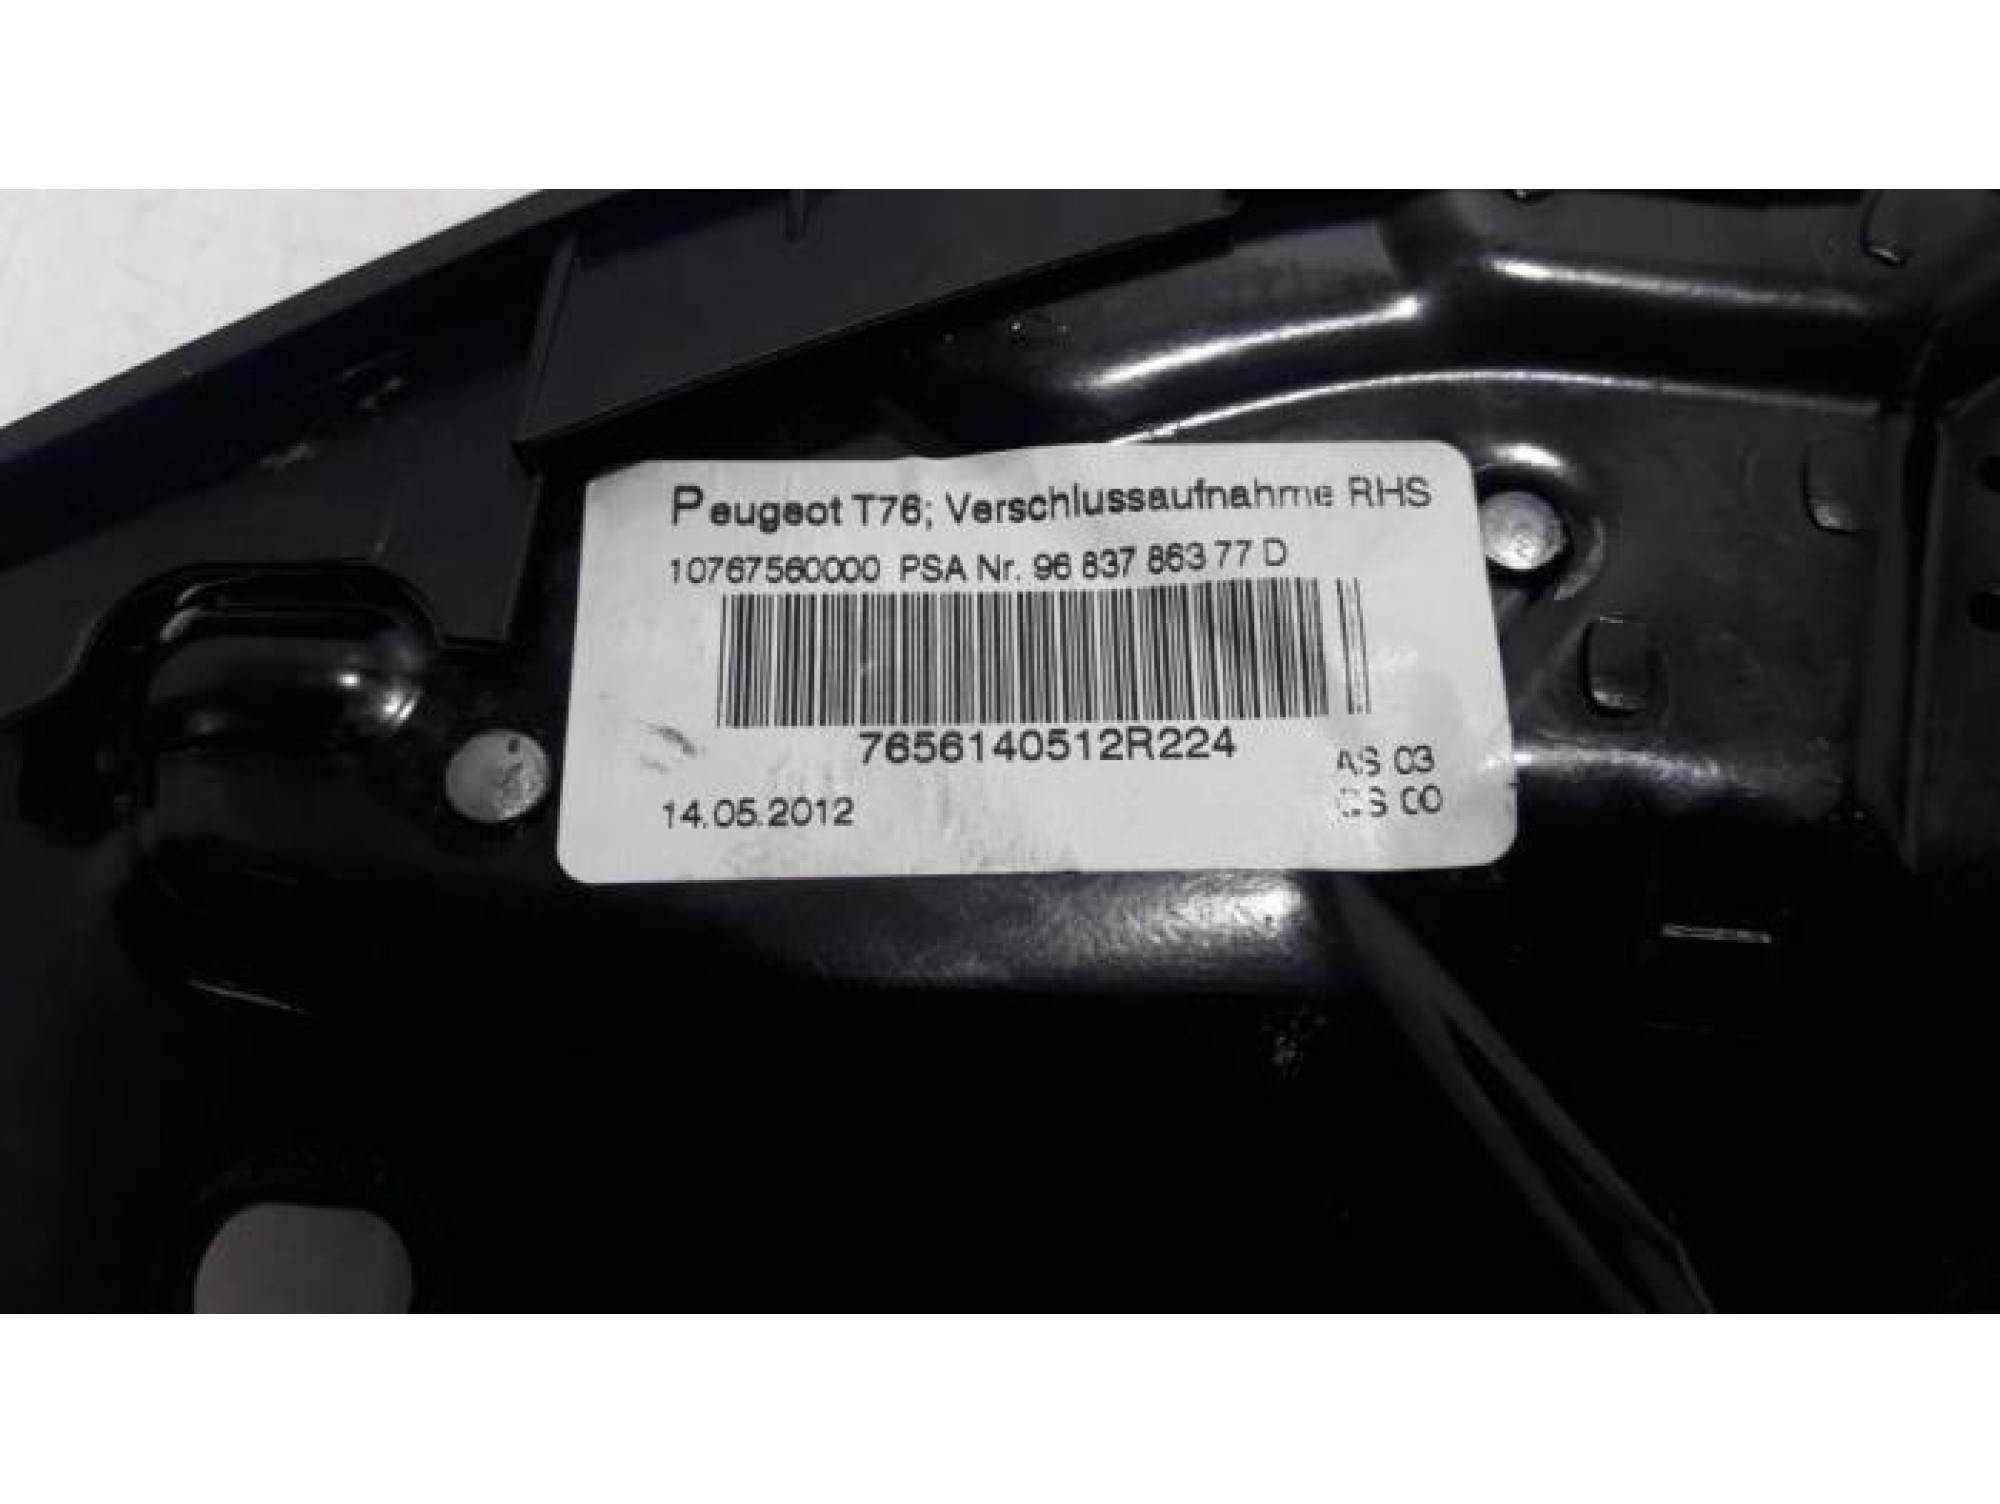 Peugeot T76; Verschlussaufnahme RHS
10767560000 PSA Nr. 96 837 863 77 D
7656140512R224
AS 03
14.05.2012
CS 00